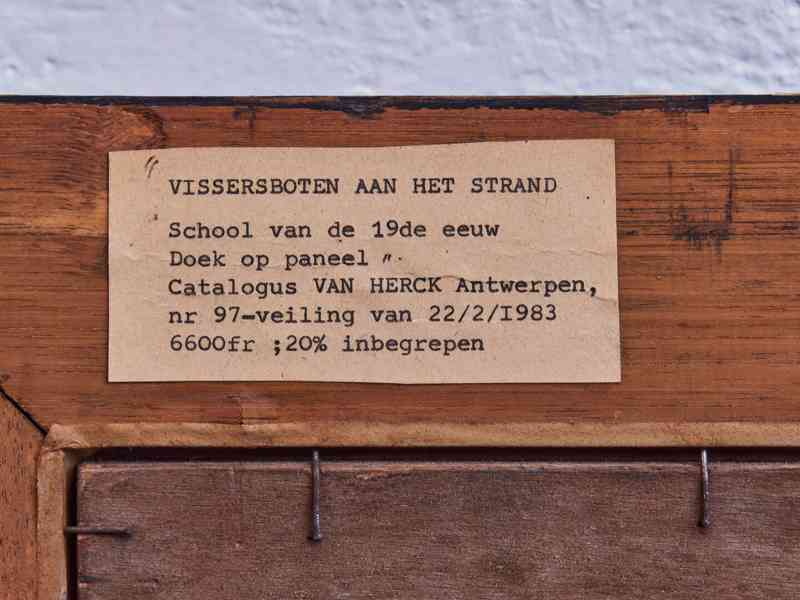 VISSERSBOTEN AAN HET STRAND
School van de 19de eeuw
Doek op paneel "
Catalogus VAN HERCK Antwerpen,
nr 97-veiling van 22/2/I983
6600fr ;20% inbegrepen